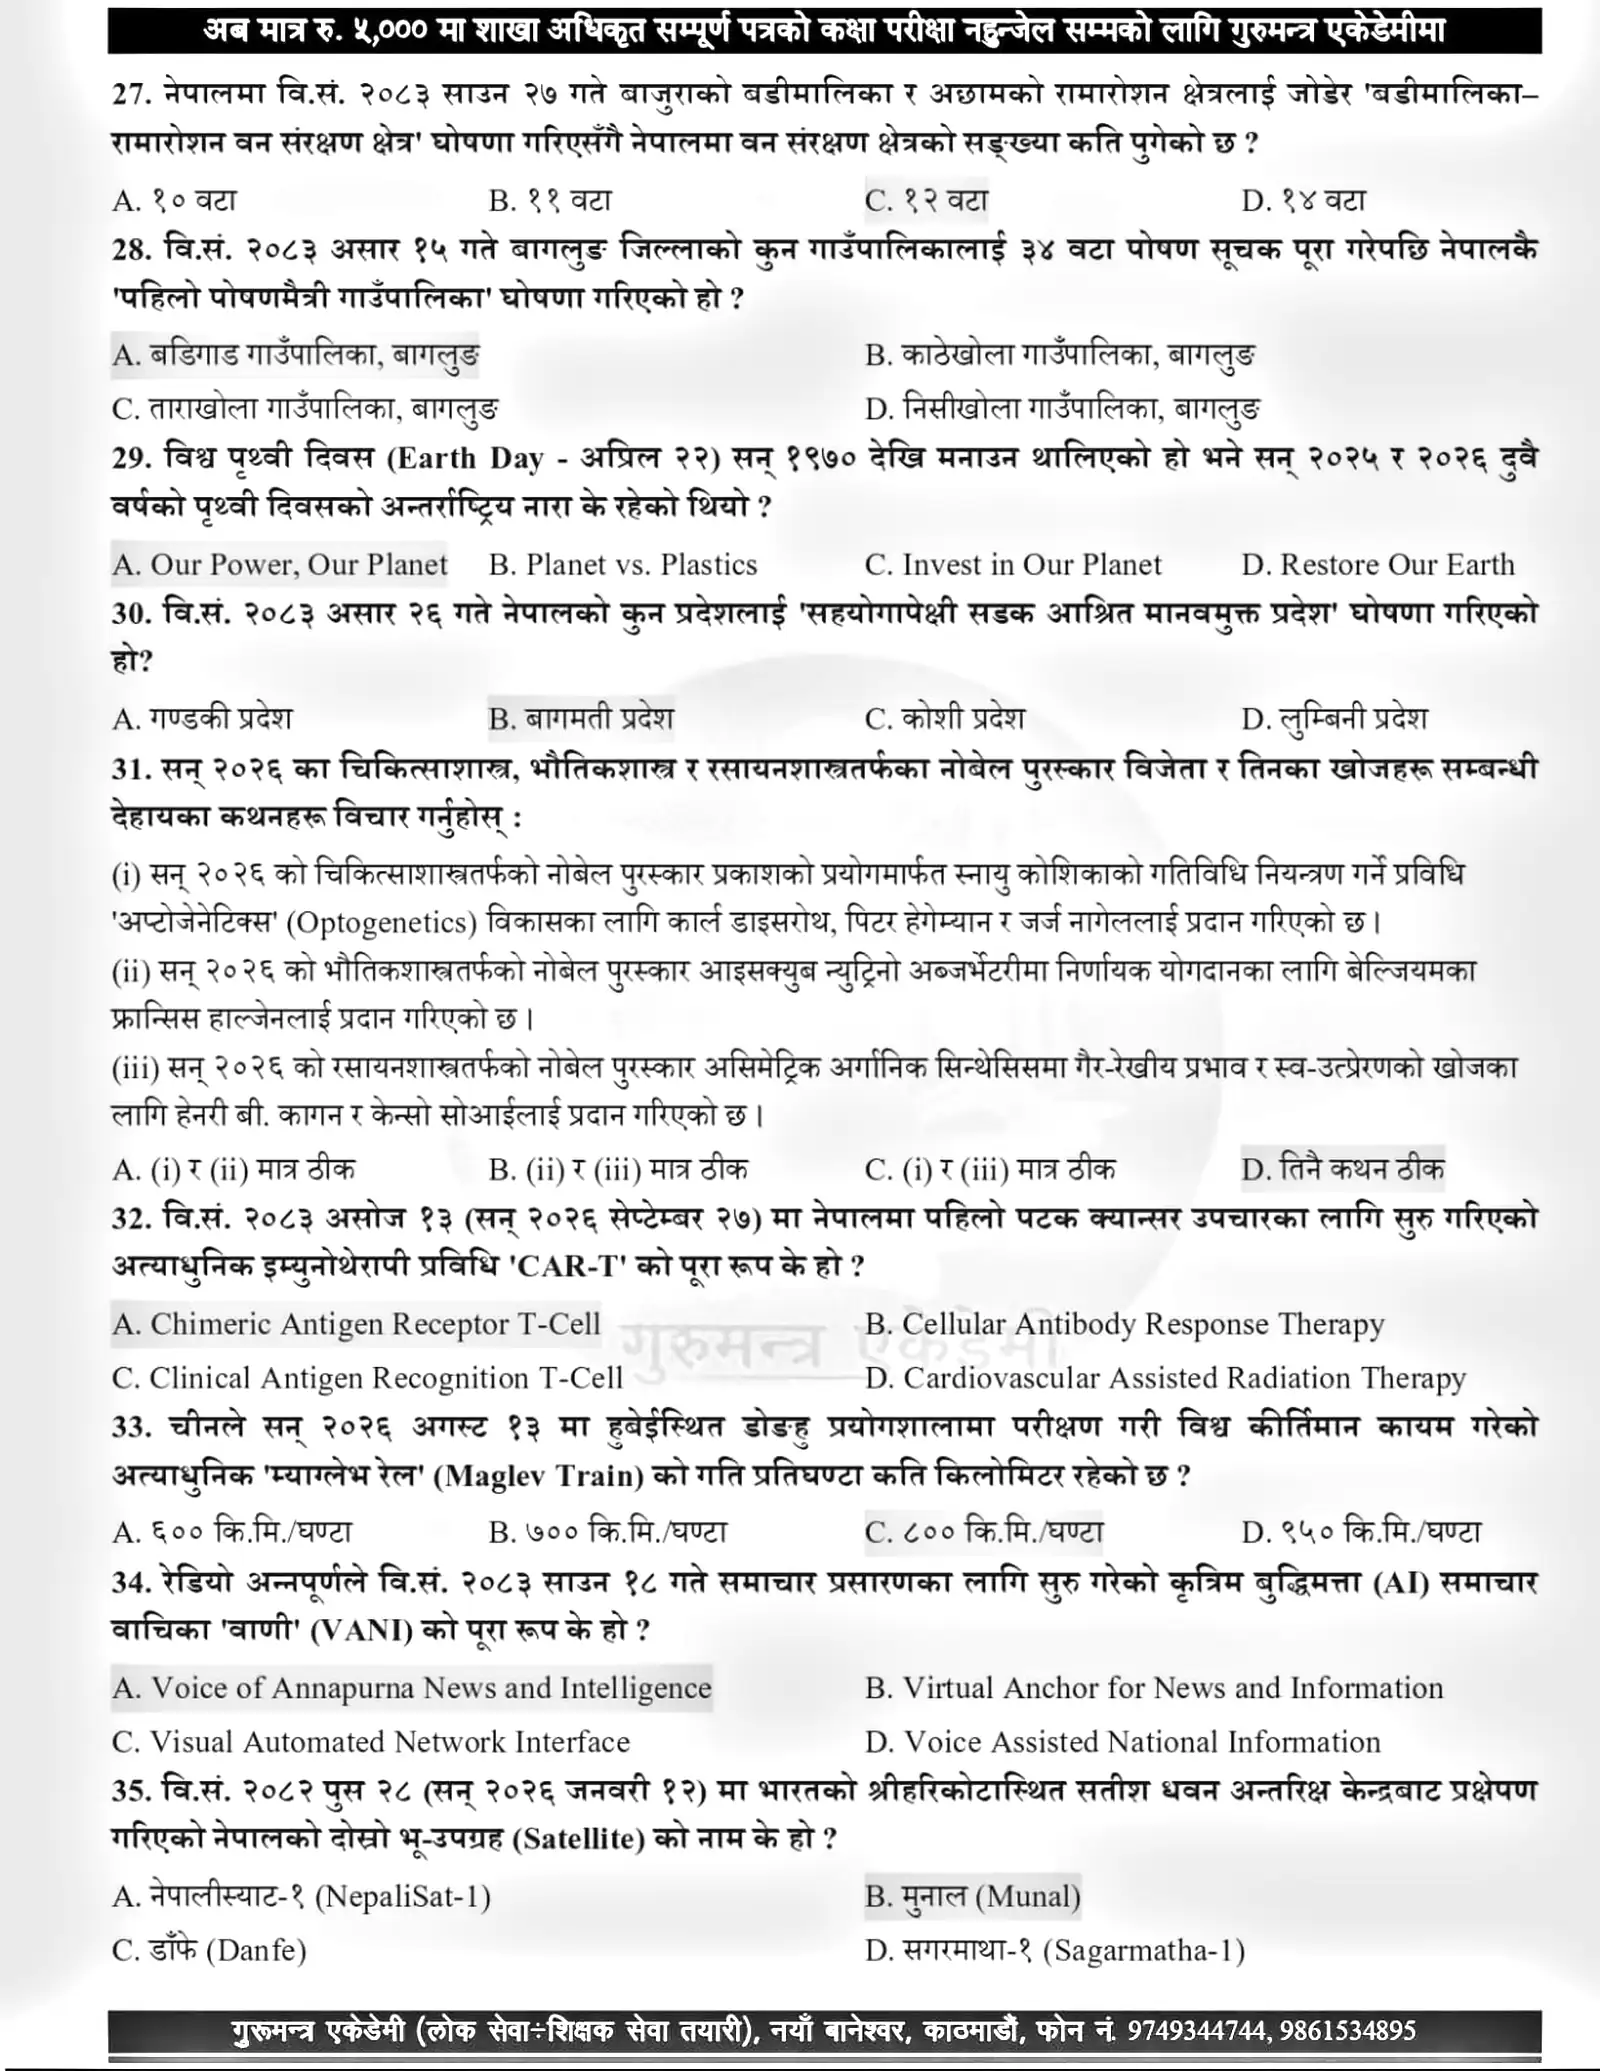 अब मात्र रु. ५,००० मा शाखा अधिकृत सम्पूर्ण पत्रको कक्षा परीक्षा नहुन्जेल सम्मको लागि गुरुमन्त्र एकेडेमीमा
27. नेपालमा वि.सं. २०८३ साउन २७ गते बाजुराको बडीमालिका र अछामको रामारोशन क्षेत्रलाई जोडेर 'बडीमालिका–
रामारोशन वन संरक्षण क्षेत्र' घोषणा गरिएसँगै नेपालमा वन संरक्षण क्षेत्रको सङ्ख्या कति पुगेको छ ?
A. १० वटा B. ११ वटा C. १२ वटा D. १४ वटा
28. वि.सं. २०८३ असार १५ गते बागलुङ जिल्लाको कुन गाउँपालिकालाई ३४ वटा पोषण सूचक पूरा गरेपछि नेपालकै
'पहिलो पोषणमैत्री गाउँपालिका' घोषणा गरिएको हो ?
A. बडिगाड गाउँपालिका, बागलुङ B. काठेखोला गाउँपालिका, बागलुङ
C. ताराखोला गाउँपालिका, बागलुङ D. निसीखोला गाउँपालिका, बागलुङ
29. विश्व पृथ्वी दिवस (Earth Day - अप्रिल २२) सन् १९७० देखि मनाउन थालिएको हो भने सन् २०२५ र २०२६ दुवै
वर्षको पृथ्वी दिवसको अन्तर्राष्ट्रिय नारा के रहेको थियो ?
A. Our Power, Our Planet B. Planet vs. Plastics C. Invest in Our Planet D. Restore Our Earth
30. वि.सं. २०८३ असार २६ गते नेपालको कुन प्रदेशलाई 'सहयोगापेक्षी सडक आश्रित मानवमुक्त प्रदेश' घोषणा गरिएको
हो?
A. गण्डकी प्रदेश B. बागमती प्रदेश C. कोशी प्रदेश D. लुम्बिनी प्रदेश
31. सन् २०२६ का चिकित्साशास्त्र, भौतिकशास्त्र र रसायनशास्त्रतर्फका नोबेल पुरस्कार विजेता र तिनका खोजहरू सम्बन्धी
देहायका कथनहरू विचार गर्नुहोस् :
(i) सन् २०२६ को चिकित्साशास्त्रतर्फको नोबेल पुरस्कार प्रकाशको प्रयोगमार्फत स्नायु कोशिकाको गतिविधि नियन्त्रण गर्ने प्रविधि
'अप्टोजेनेटिक्स' (Optogenetics) विकासका लागि कार्ल डाइसरोथ, पिटर हेगेम्यान र जर्ज नागेललाई प्रदान गरिएको छ।
(ii) सन् २०२६ को भौतिकशास्त्रतर्फको नोबेल पुरस्कार आइसक्युब न्युट्रिनो अब्जर्भेटरीमा निर्णायक योगदानका लागि बेल्जियमका
फ्रान्सिस हाल्जेनलाई प्रदान गरिएको छ।
(iii) सन् २०२६ को रसायनशास्त्रतर्फको नोबेल पुरस्कार असिमेट्रिक अर्गानिक सिन्थेसिसमा गैर-रेखीय प्रभाव र स्व-उत्प्रेरणको खोजका
लागि हेनरी बी. कागन र केन्सो सोआईलाई प्रदान गरिएको छ।
A. (i) र (ii) मात्र ठीक B. (ii) र (iii) मात्र ठीक C. (i) र (iii) मात्र ठीक D. तिनै कथन ठीक
32. वि.सं. २०८३ असोज १३ (सन् २०२६ सेप्टेम्बर २७) मा नेपालमा पहिलो पटक क्यान्सर उपचारका लागि सुरु गरिएको
अत्याधुनिक इम्युनोथेरापी प्रविधि 'CAR-T' को पूरा रूप के हो ?
A. Chimeric Antigen Receptor T-Cell B. Cellular Antibody Response Therapy
गुरुमन्त्र एकेडेमी
C. Clinical Antigen Recognition T-Cell D. Cardiovascular Assisted Radiation Therapy
33. चीनले सन् २०२६ अगस्ट १३ मा हुबेईस्थित डोङहु प्रयोगशालामा परीक्षण गरी विश्व कीर्तिमान कायम गरेको
अत्याधुनिक 'म्याग्लेभ रेल' (Maglev Train) को गति प्रतिघण्टा कति किलोमिटर रहेको छ ?
A. ६०० कि.मि./घण्टा B. ७०० कि.मि./घण्टा C. ८०० कि.मि./घण्टा D. ९५० कि.मि./घण्टा
34. रेडियो अन्नपूर्णले वि.सं. २०८३ साउन १८ गते समाचार प्रसारणका लागि सुरु गरेको कृत्रिम बुद्धिमत्ता (AI) समाचार
वाचिका 'वाणी' (VANI) को पूरा रूप के हो ?
A. Voice of Annapurna News and Intelligence B. Virtual Anchor for News and Information
C. Visual Automated Network Interface D. Voice Assisted National Information
35. वि.सं. २०८२ पुस २८ (सन् २०२६ जनवरी १२) मा भारतको श्रीहरिकोटास्थित सतीश धवन अन्तरिक्ष केन्द्रबाट प्रक्षेपण
गरिएको नेपालको दोस्रो भू-उपग्रह (Satellite) को नाम के हो ?
A. नेपालीस्याट-१ (NepaliSat-1) B. मुनाल (Munal)
C. डाँफे (Danfe) D. सगरमाथा-१ (Sagarmatha-1)
गुरूमन्त्र एकेडेमी (लोक सेवा÷शिक्षक सेवा तयारी), नयाँ बानेश्वर, काठमाडौं, फोन नं. 9749344744, 9861534895